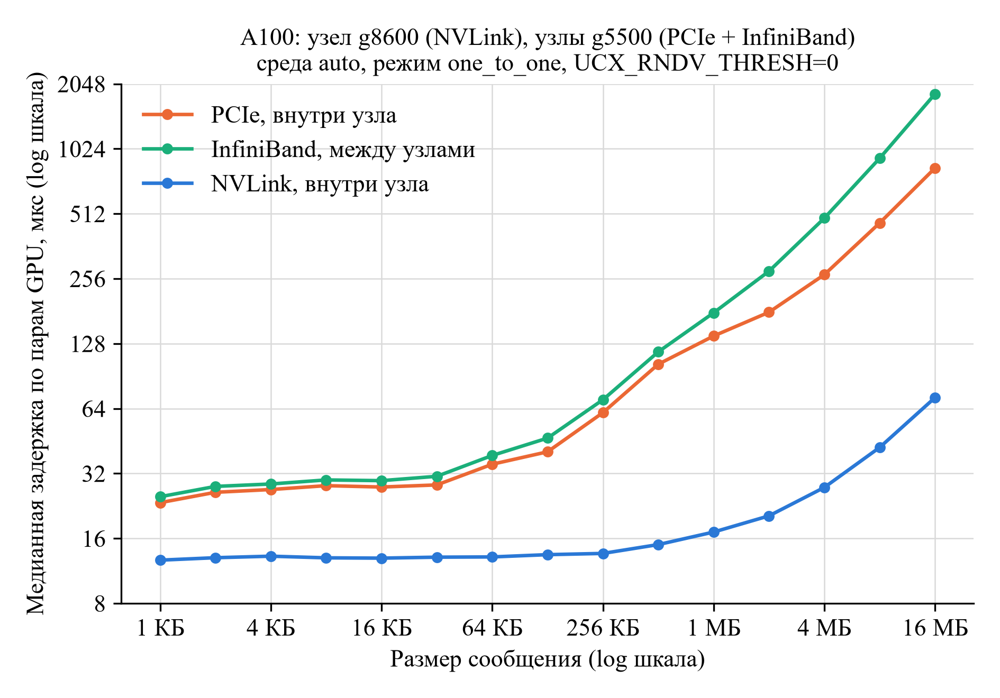 A100: узел g8600 (NVLink), узлы g5500 (PCIe + InfiniBand)
среда auto, режим one_to_one, UCX_RNDV_THRESH=0
Медианная задержка по парам GPU, мкс (log шкала)
2048
1024
512
256
128
64
32
16
8
PCIe, внутри узла
InfiniBand, между узлами
NVLink, внутри узла
1 КБ 4 КБ 16 КБ 64 КБ 256 КБ 1 МБ 4 МБ 16 МБ
Размер сообщения (log шкала)